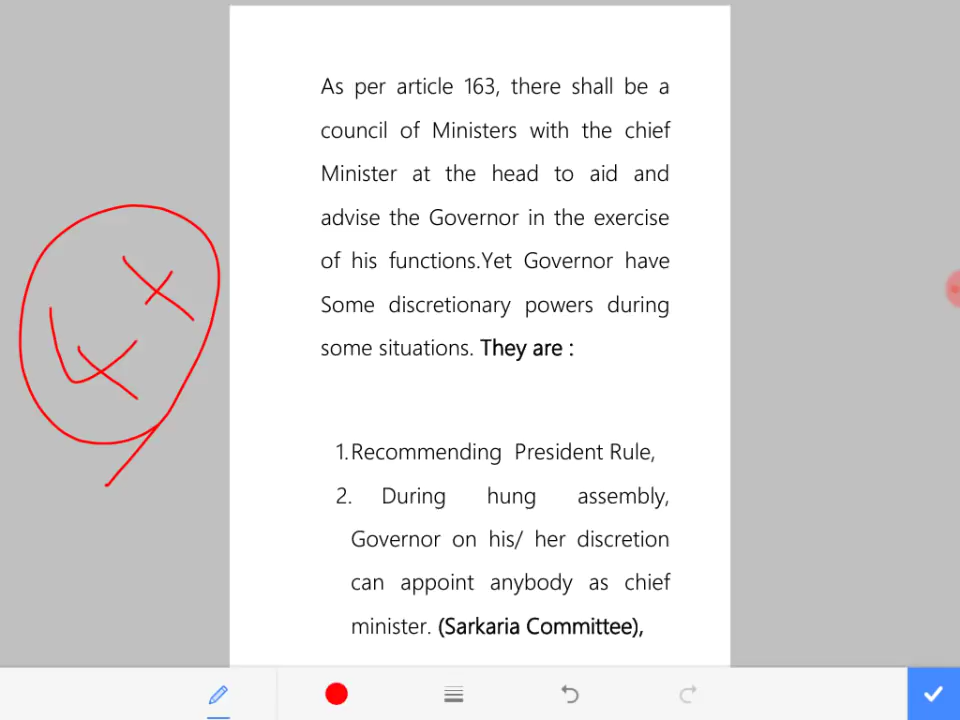 As per article 163, there shall be a
council of Ministers with the chief
Minister at the head to aid and
advise the Governor in the exercise
of his functions.Yet Governor have
Some discretionary powers during
some situations. They are :
1.Recommending President Rule,
2. During hung assembly,
Governor on his/ her discretion
can appoint anybody as chief
minister. (Sarkaria Committee),